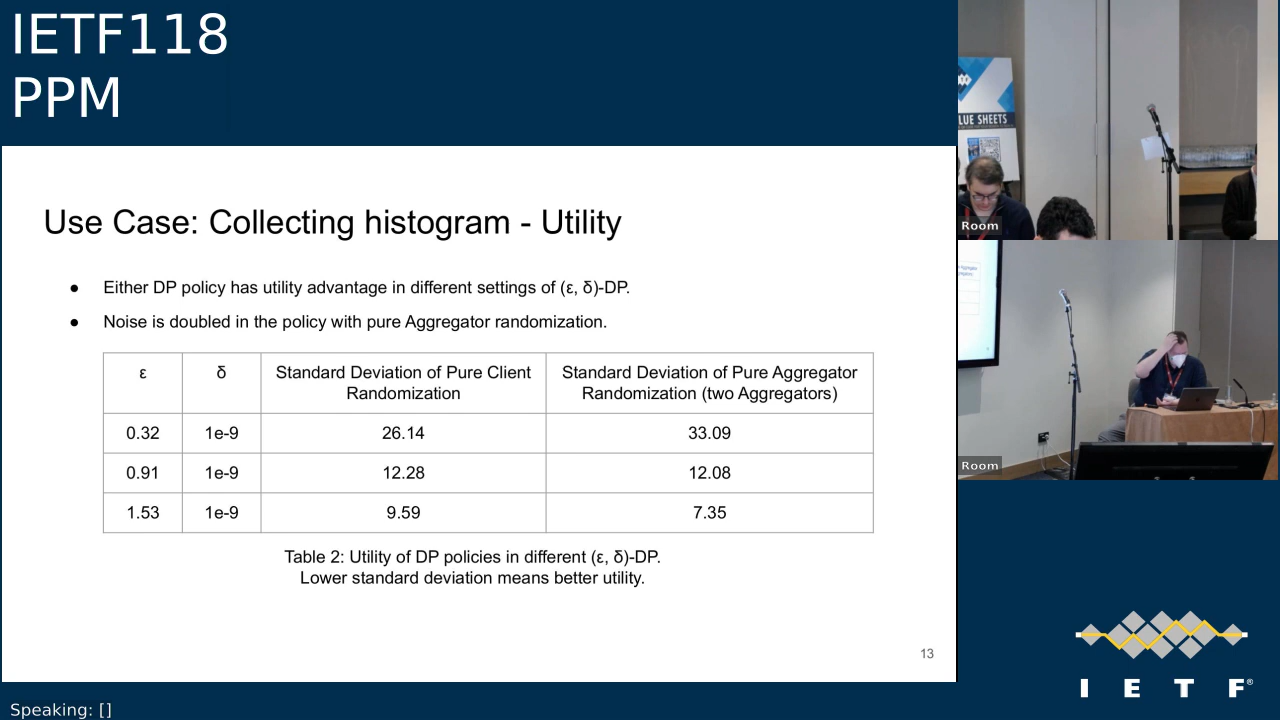 IETF118
PPM
Use Case: Collecting histogram - Utility
● Either DP policy has utility advantage in different settings of (ε, δ)-DP.
● Noise is doubled in the policy with pure Aggregator randomization.
ε δ Standard Deviation of Pure Client Randomization Standard Deviation of Pure Aggregator Randomization (two Aggregators)
0.32 1e-9 26.14 33.09
0.91 1e-9 12.28 12.08
1.53 1e-9 9.59 7.35
Table 2: Utility of DP policies in different (ε, δ)-DP.
Lower standard deviation means better utility.
13
Speaking: []
LUE SHEETS
Room
Room
I E T F®